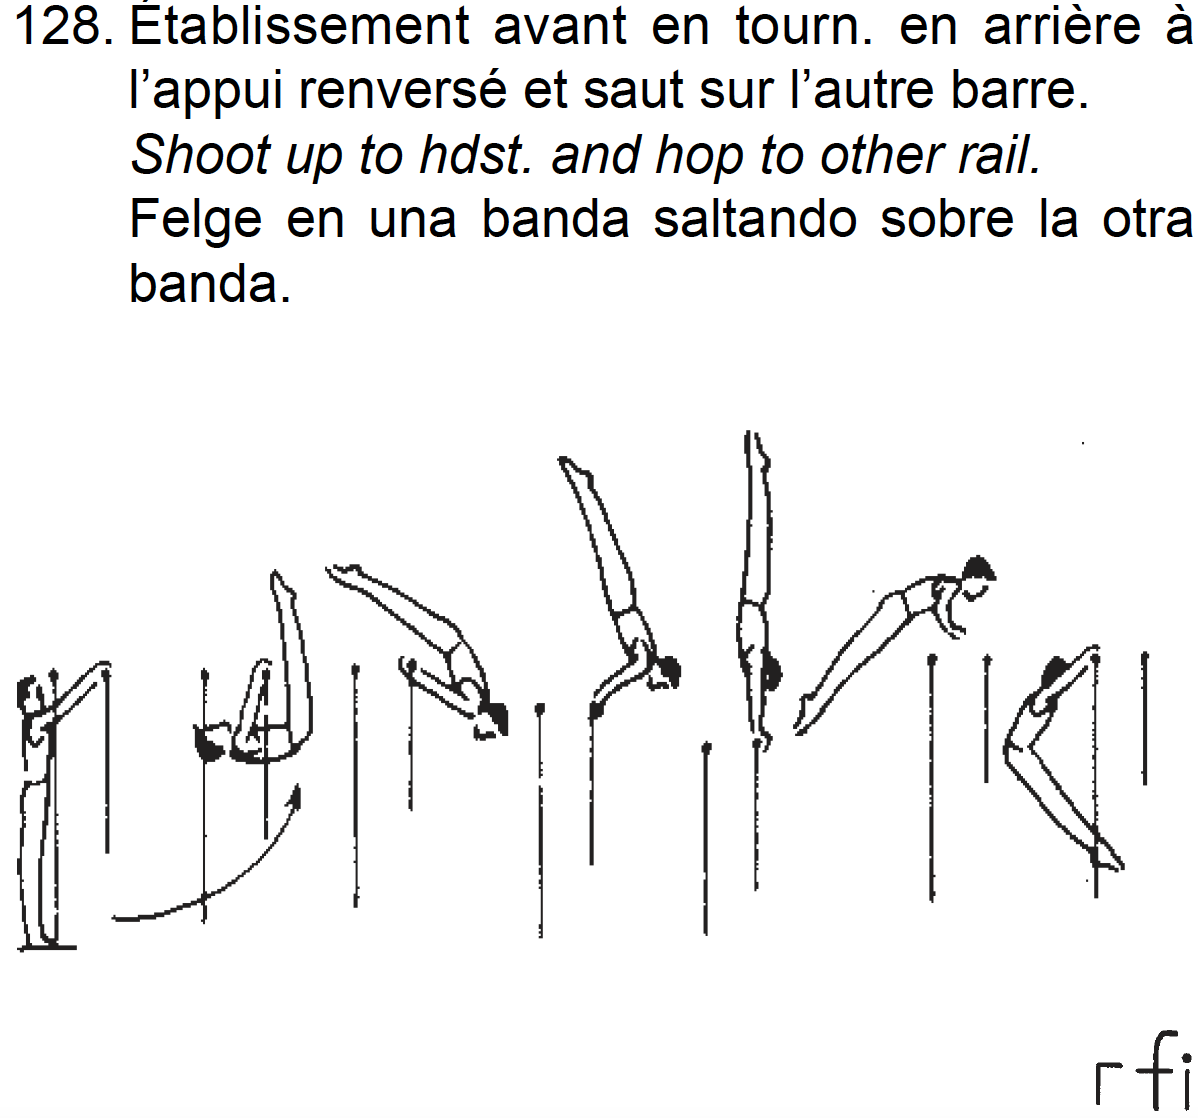 128. Établissement avant en tourn. en arrière à
l’appui renversé et saut sur l’autre barre.
Shoot up to hdst. and hop to other rail.
Felge en una banda saltando sobre la otra
banda.